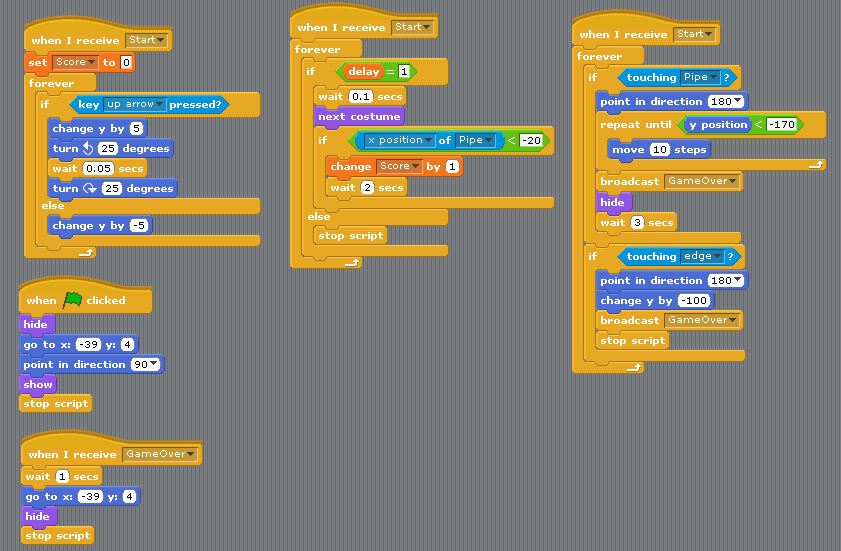 when I receive Start
set Score to 0
forever
if key up arrow pressed?
change y by 5
turn 25 degrees
wait 0.05 secs
turn 25 degrees
else
change y by -5
when clicked
hide
go to x: -39 y: 4
point in direction 90
show
stop script
when I receive GameOver
wait 1 secs
go to x: -39 y: 4
hide
stop script
when I receive Start
forever
if delay = 1
wait 0.1 secs
next costume
if x position of Pipe < -20
change Score by 1
wait 2 secs
else
stop script
when I receive Start
forever
if touching Pipe ?
point in direction 180
repeat until y position < -170
move 10 steps
broadcast GameOver
hide
wait 3 secs
if touching edge ?
point in direction 180
change y by -100
broadcast GameOver
stop script